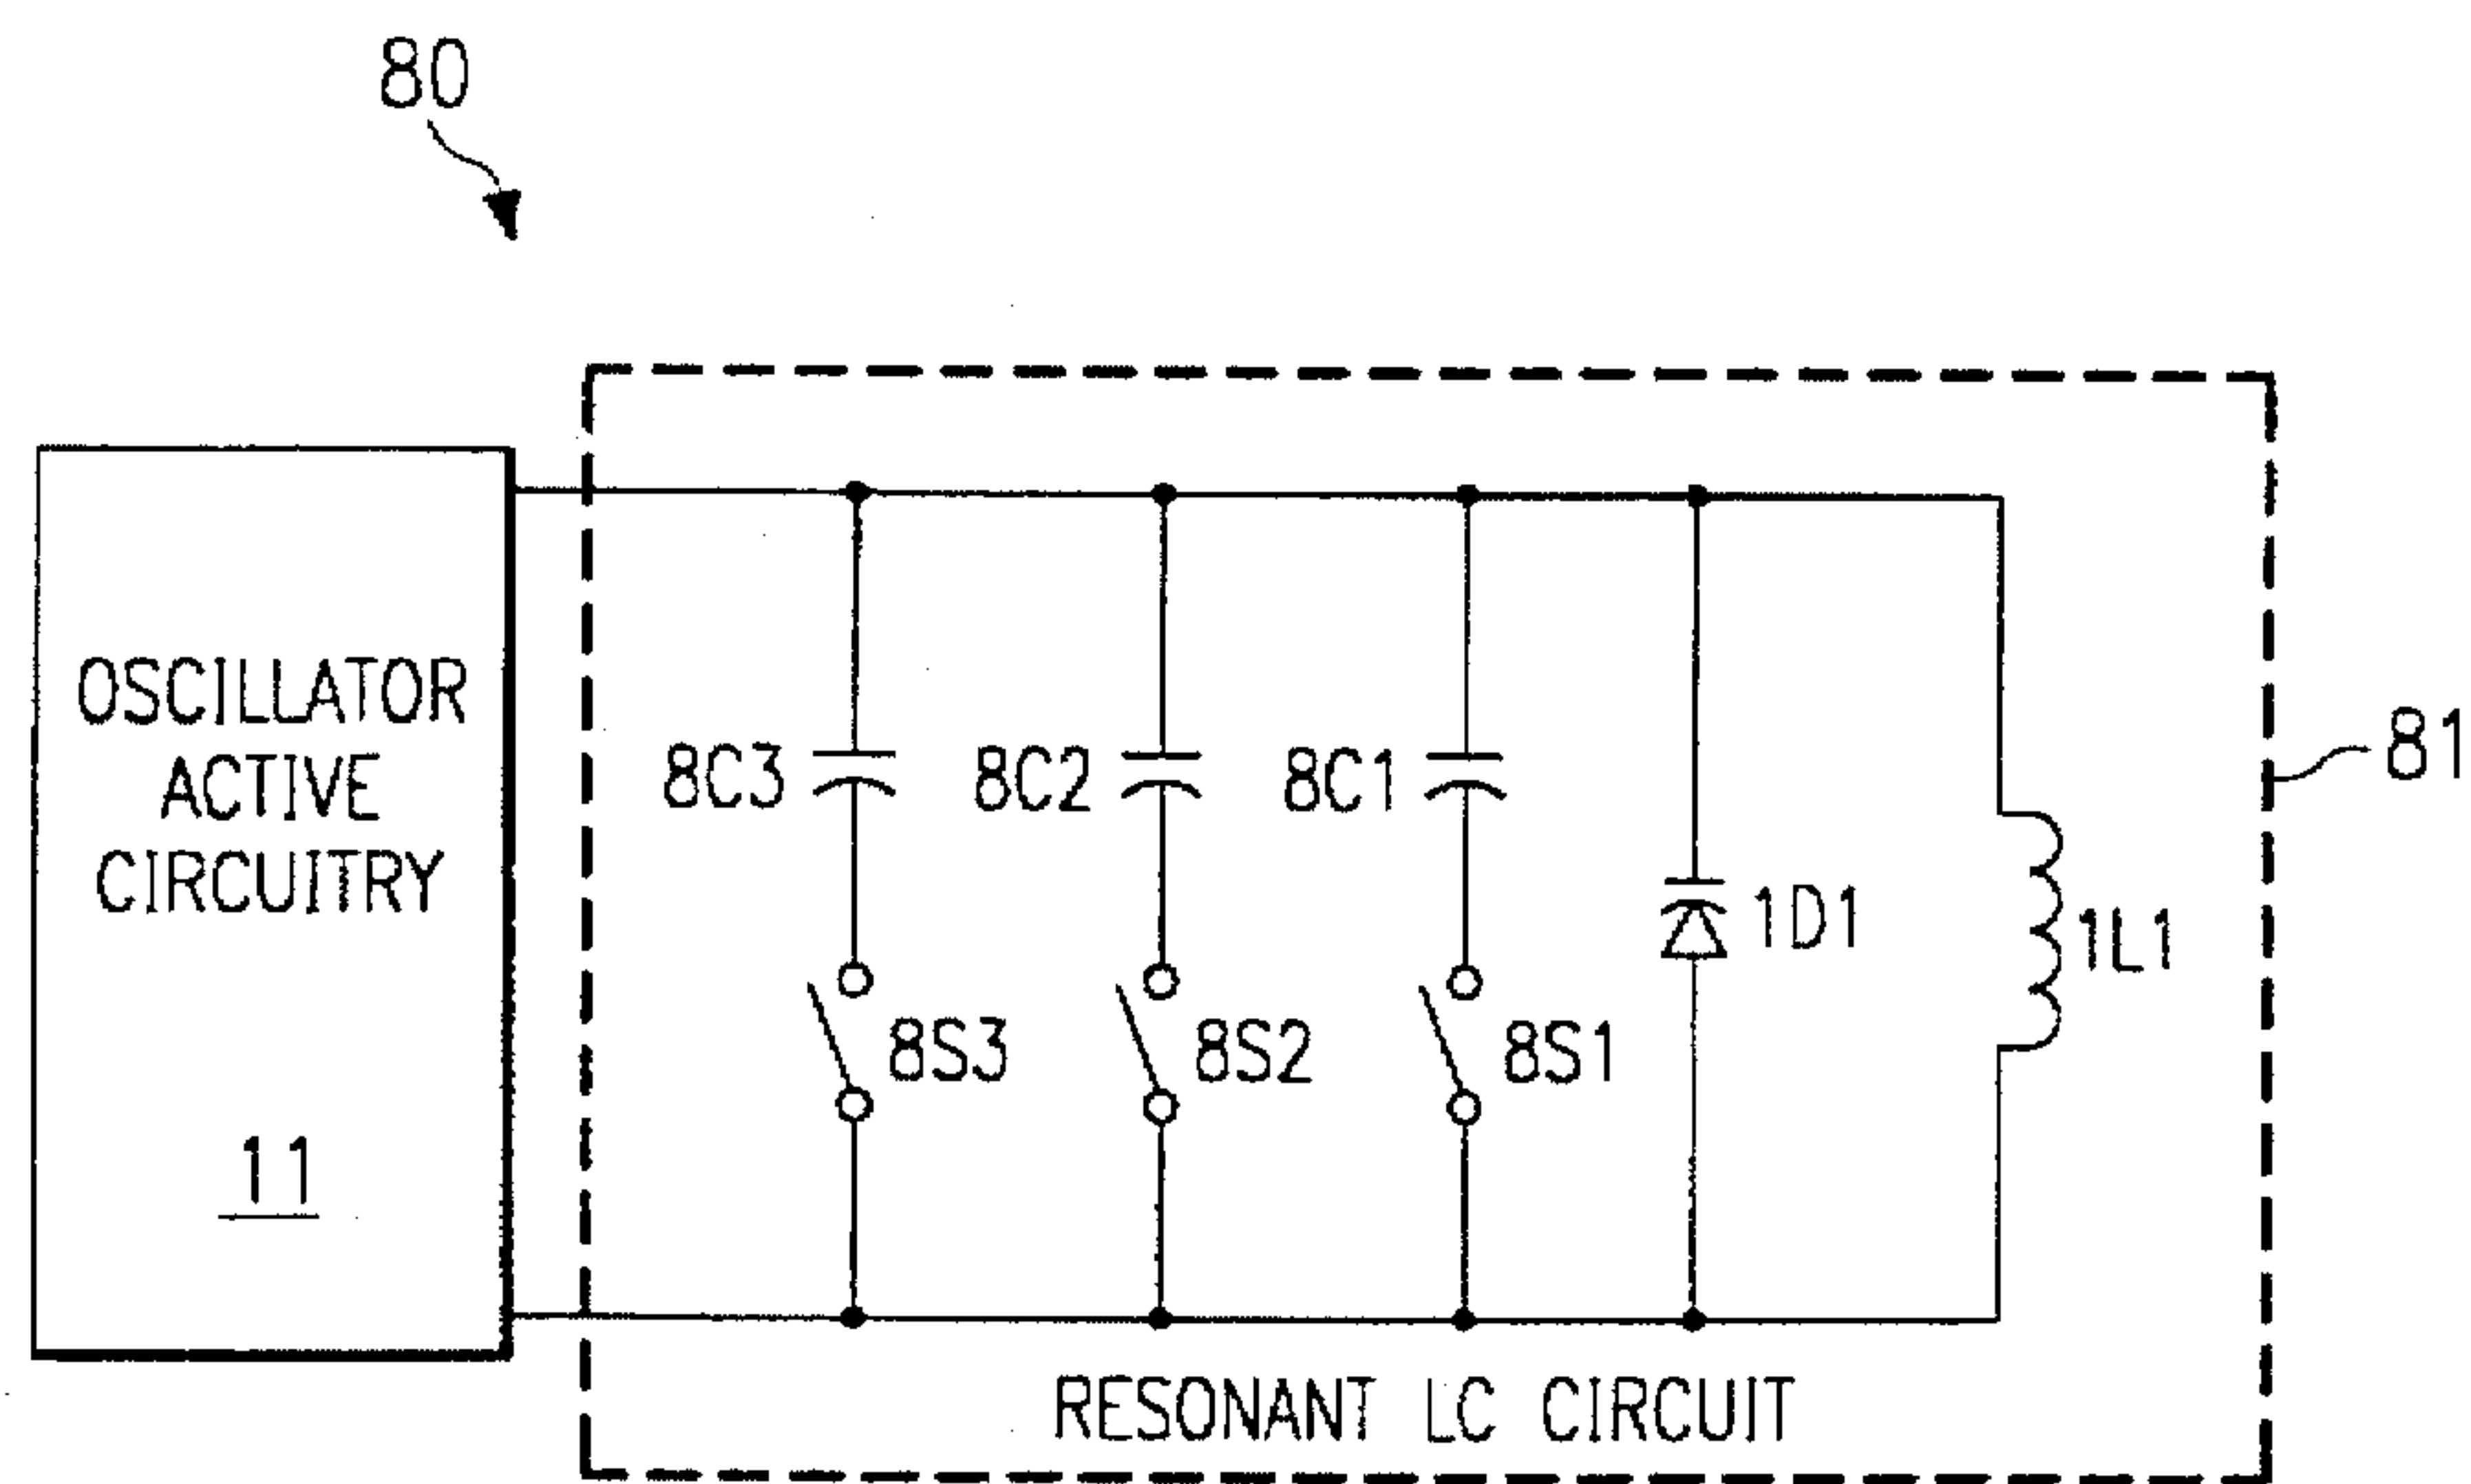 80
OSCILLATOR
ACTIVE
CIRCUITRY
11
8C3
8C2
8C1
1D1
1L1
81
8S3
8S2
8S1
RESONANT LC CIRCUIT